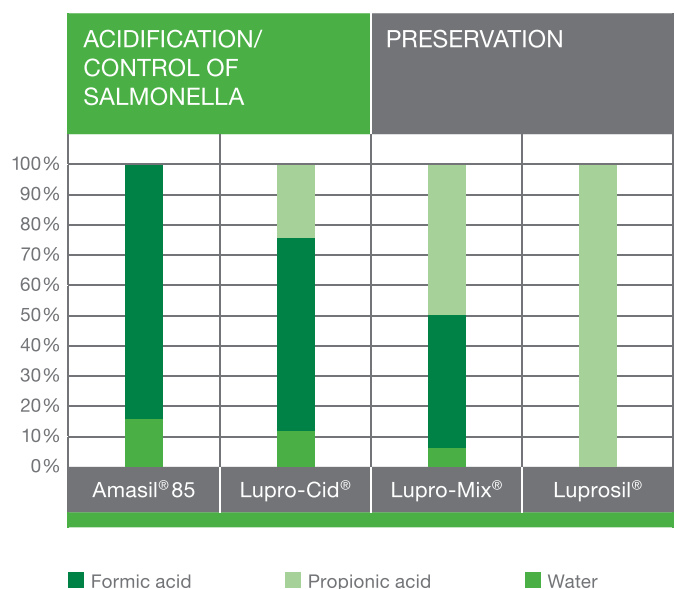 ACIDIFICATION/
CONTROL OF
SALMONELLA
PRESERVATION
100%
90%
80%
70%
60%
50%
40%
30%
20%
10%
0%
Amasil®85
Lupro-Cid®
Lupro-Mix®
Luprosil®
Formic acid
Propionic acid
Water